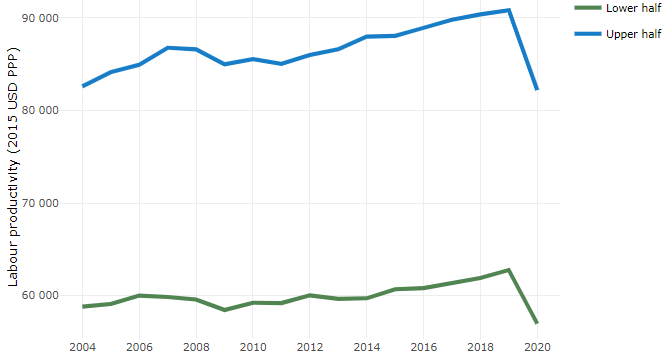 Labour productivity (2015 USD PPP)
90 000
80 000
70 000
60 000
2004 2006 2008 2010 2012 2014 2016 2018 2020
Lower half
Upper half